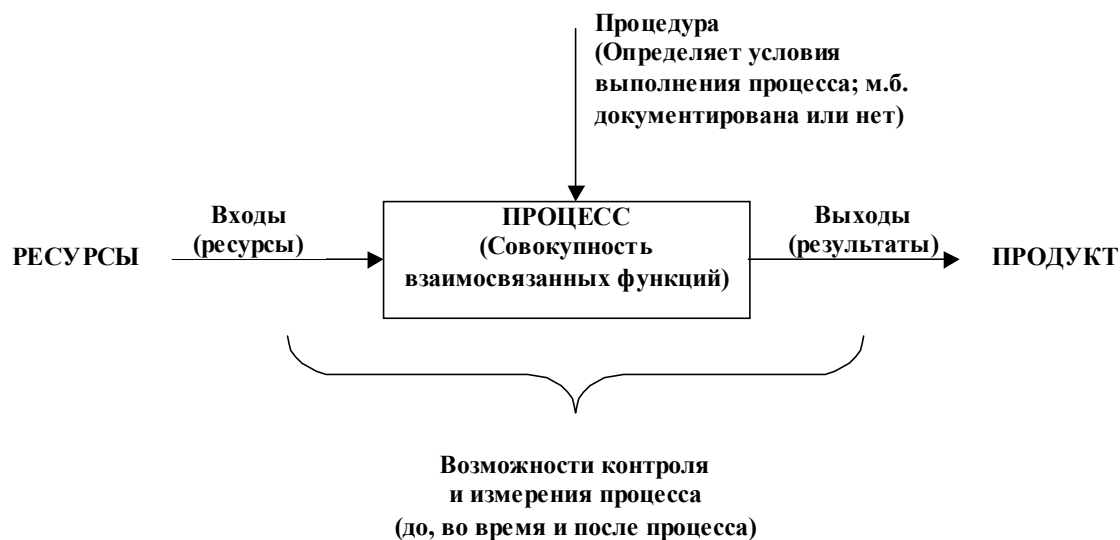 Процедура
(Определяет условия
выполнения процесса; м.б.
документирована или нет)
РЕСУРСЫ
Входы
(ресурсы)
ПРОЦЕСС
(Совокупность
взаимосвязанных функций)
Выходы
(результаты)
ПРОДУКТ
Возможности контроля
и измерения процесса
(до, во время и после процесса)